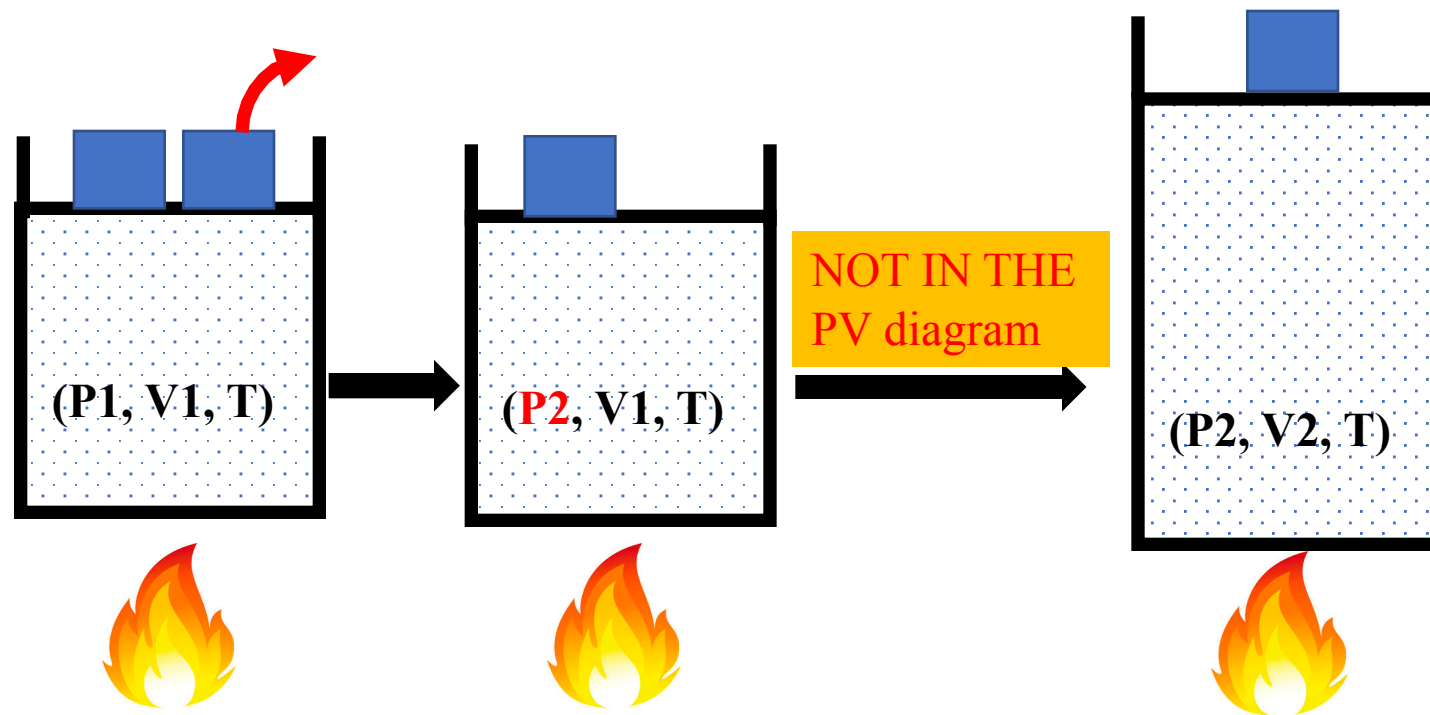 NOT IN THE
PV diagram
(P1, V1, T)
(P2, V1, T)
(P2, V2, T)